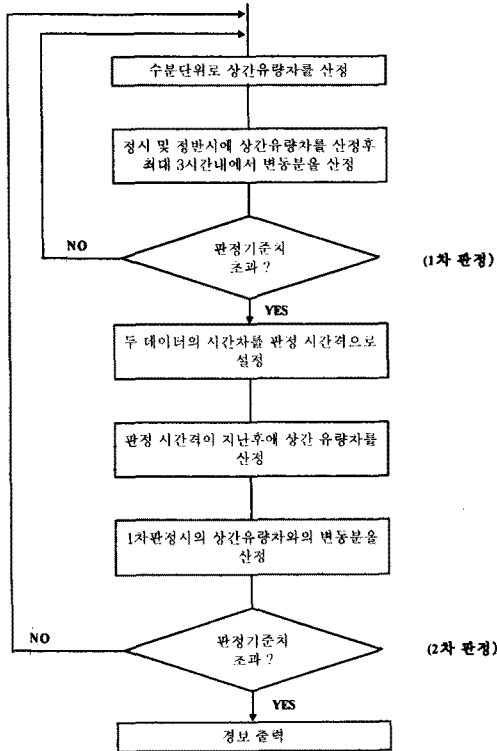 수분단위로 상간유량차를 산정
정시 및 정반시에 상간유량차를 산정후
최대 3시간내에서 변동분을 산정
NO
판정기준치
초과 ?
(1차 판정)
YES
두 데이터의 시간차를 판정 시간격으로
설정
판정 시간격이 지난후에 상간 유량차를
산정
1차판정시의 상간유량차와의 변동분을
산정
NO
판정기준치
초과 ?
(2차 판정)
YES
경보 출력